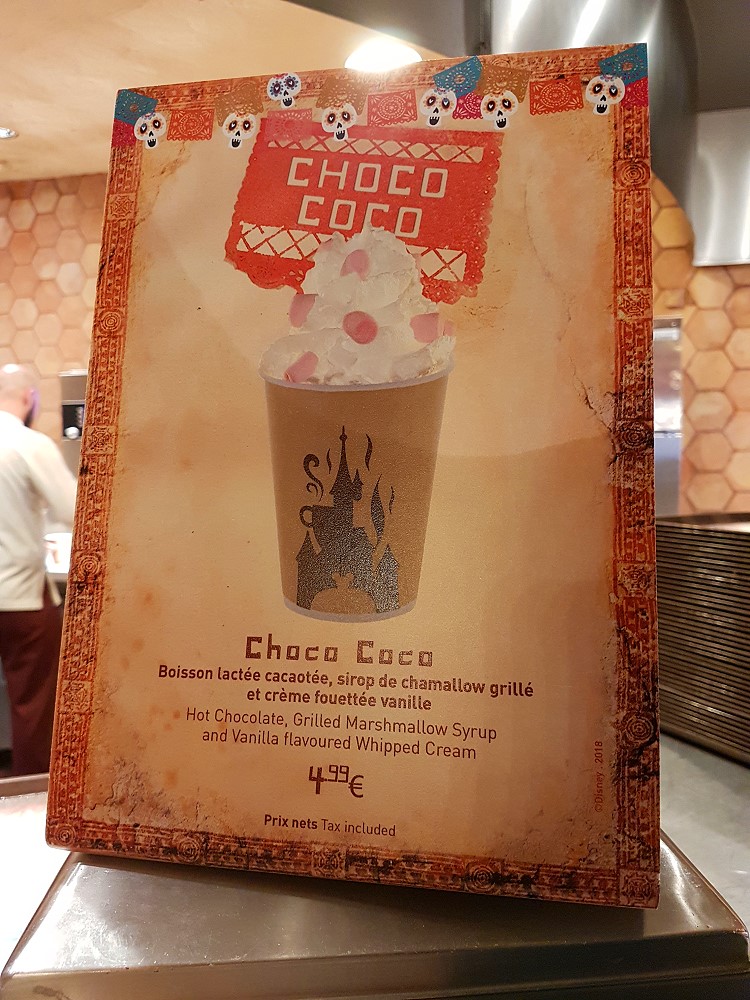 CHOCO
COCO
Choco Coco
Boisson lactée cacaotée, sirop de chamallow grillé
et crème fouettée vanille
Hot Chocolate, Grilled Marshmallow Syrup
and Vanilla flavoured Whipped Cream
4,99€
Prix nets Tax included
©Disney . 2018